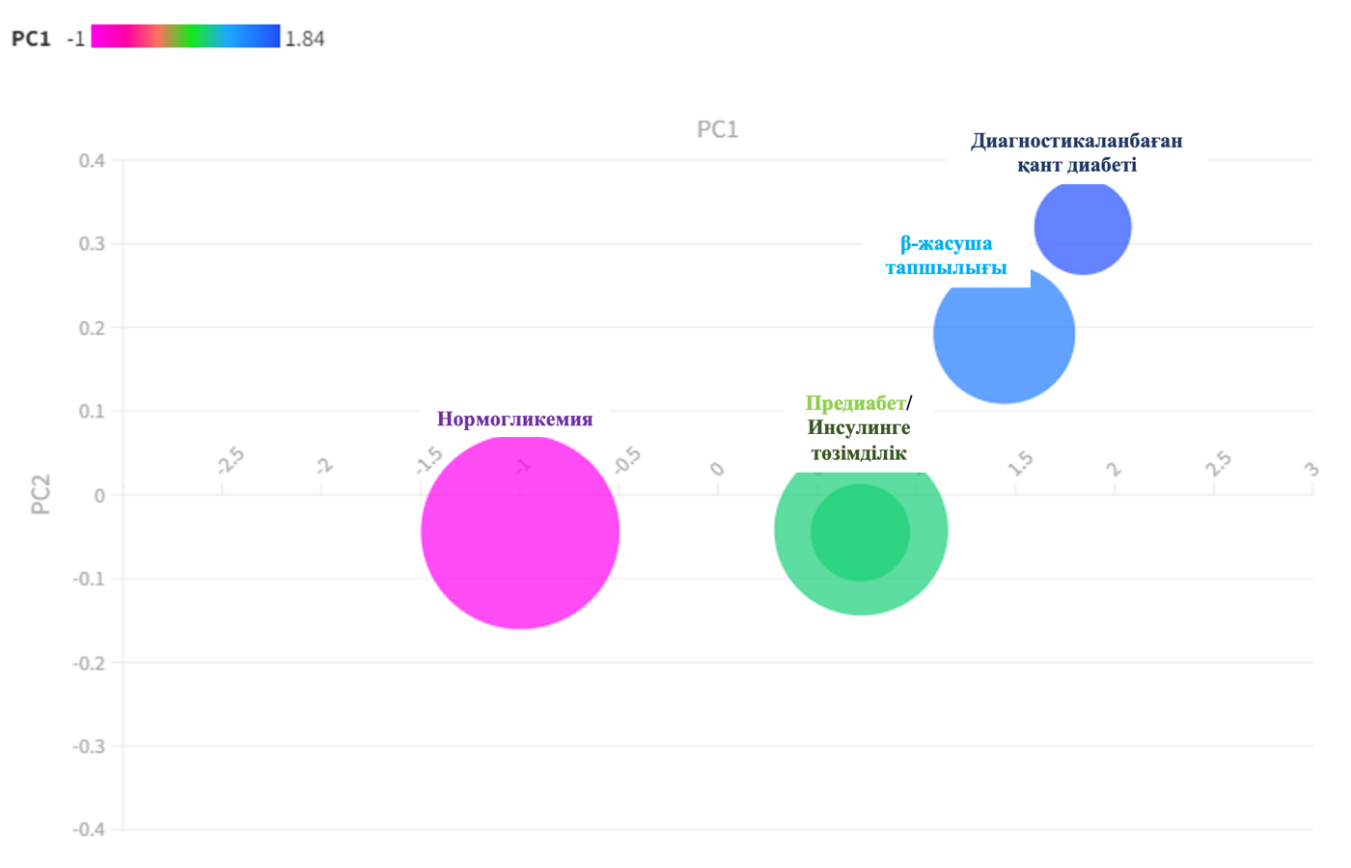 PC1 -1 1.84
PC1
Диагностикаланбаған
қант диабеті
0.4
β-жасуша
тапшылығы
0.3
0.2
Предиабет/
Инсулинге
төзімділік
Нормогликемия
0.1
-2.5 -2 -1.5 -1 -0.5 0 1.5 2 2.5 3
PC2
0
-0.1
-0.2
-0.3
-0.4